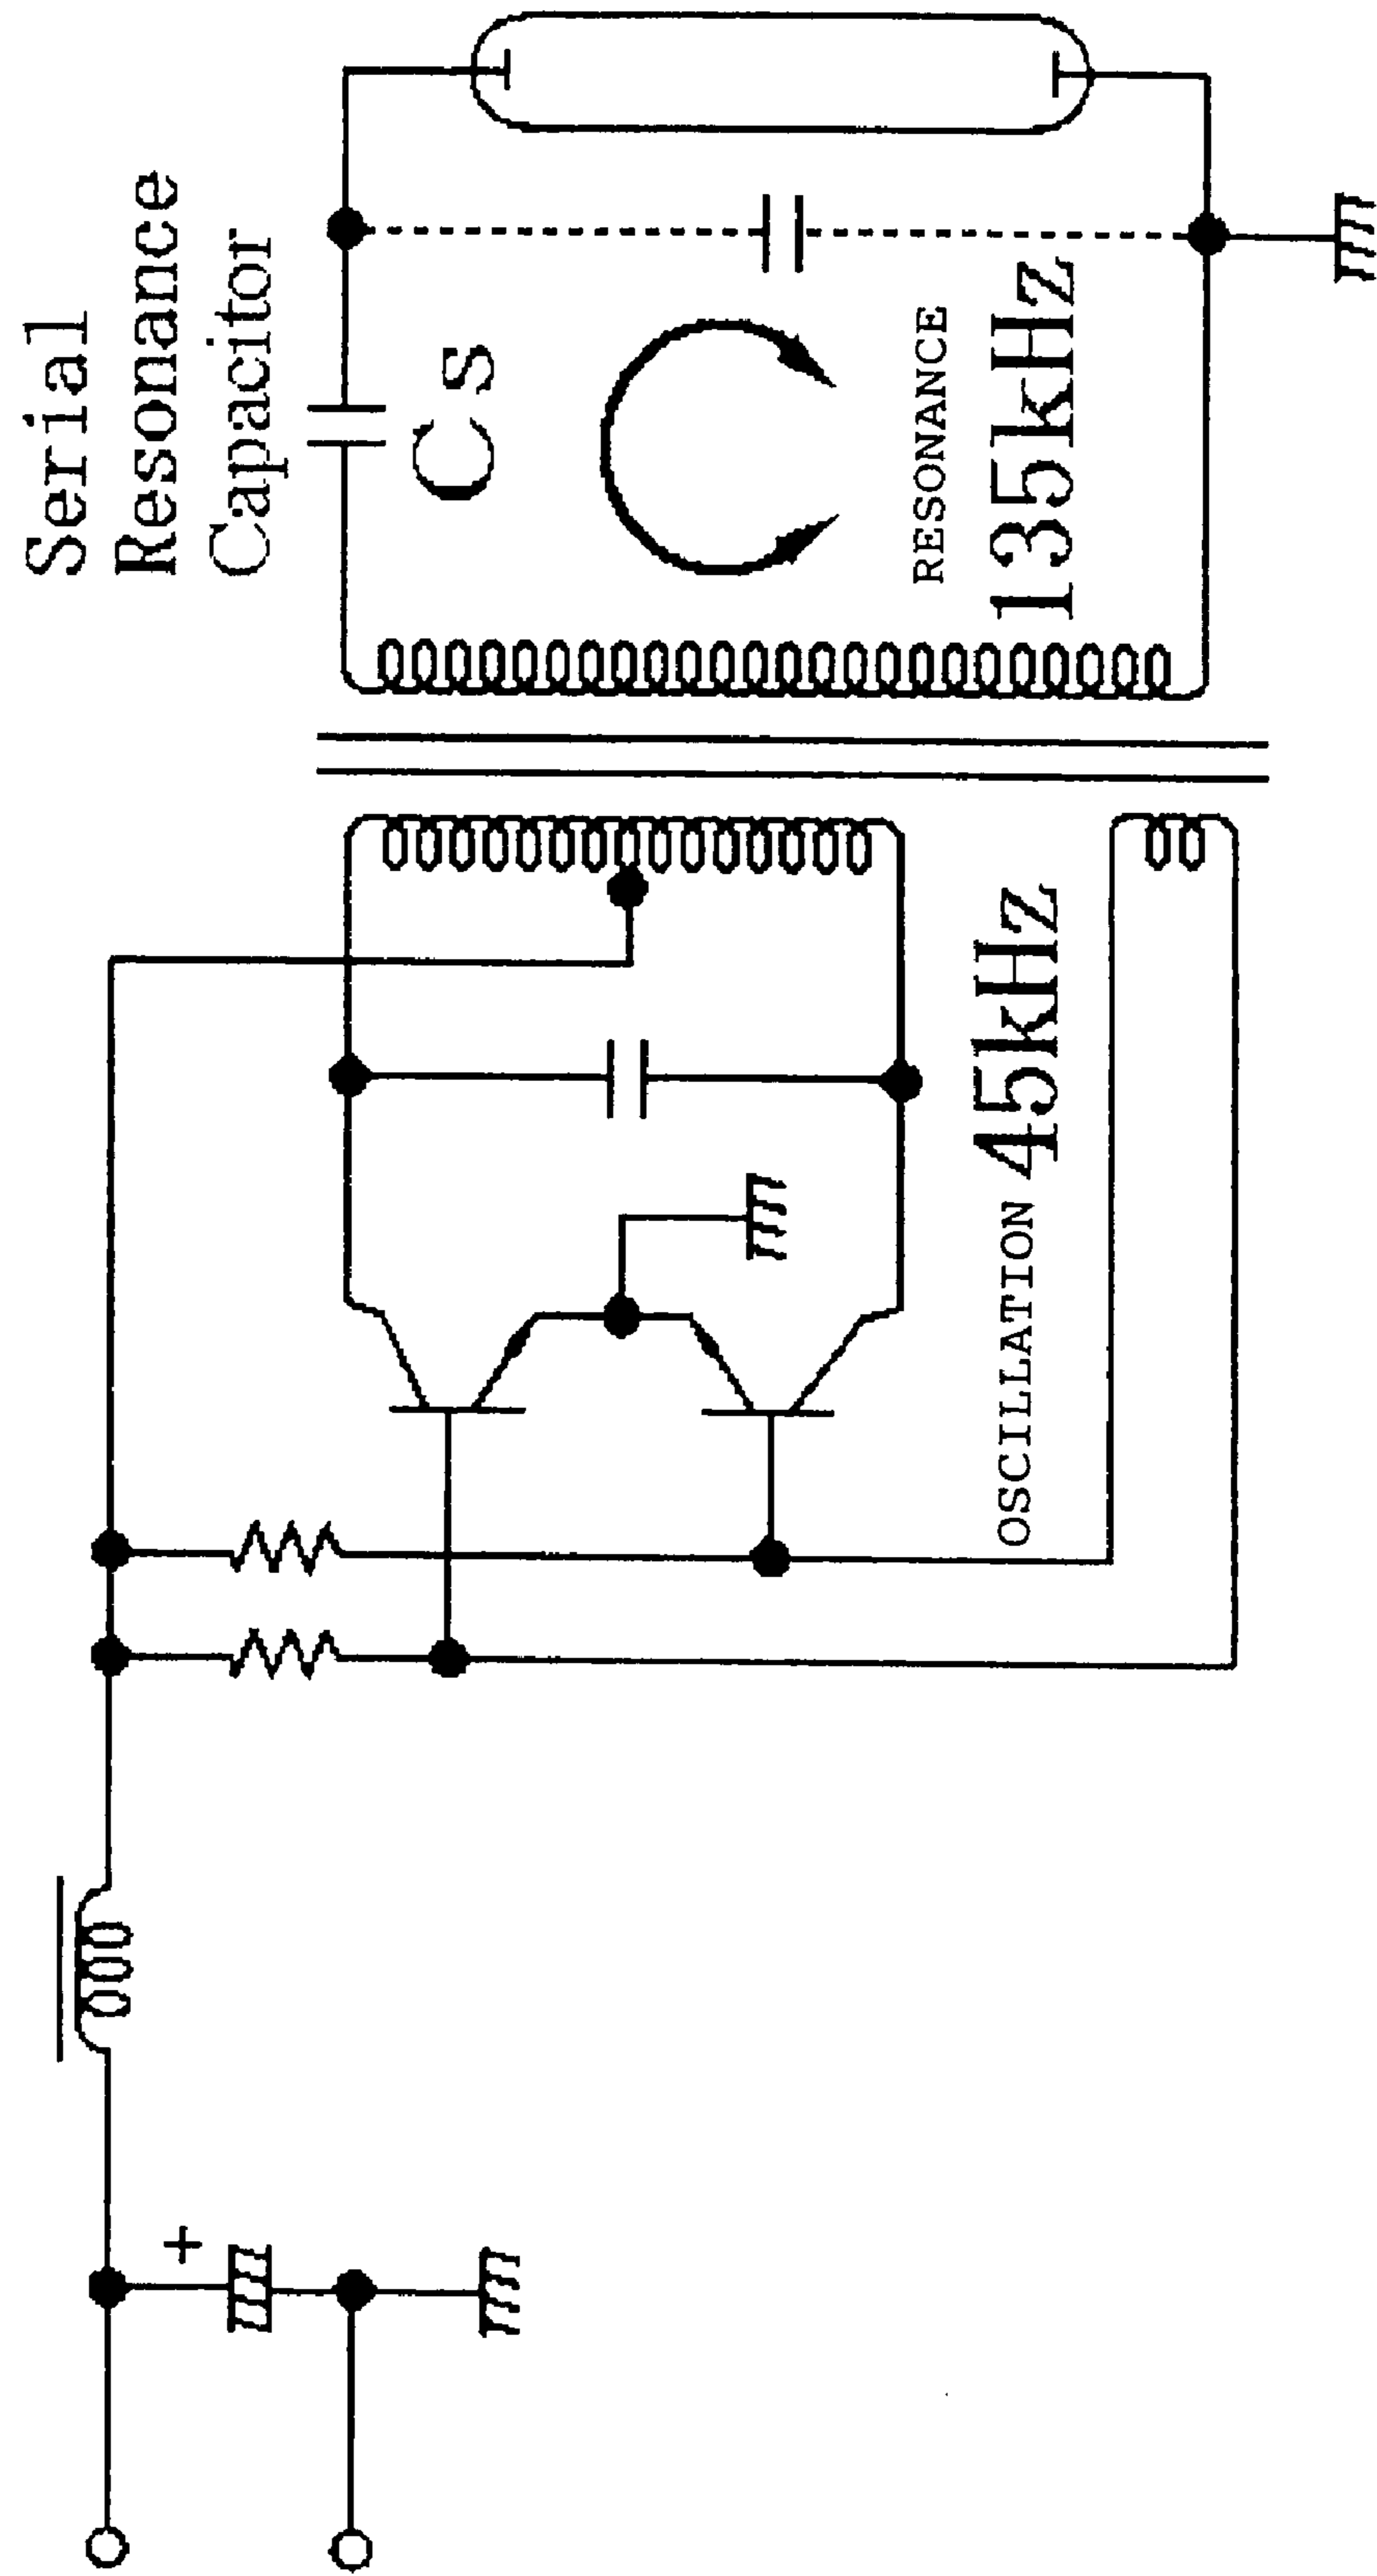 Serial
Resonance
Capacitor
Cs
RESONANCE
135kHz
OSCILLATION 45kHz
+